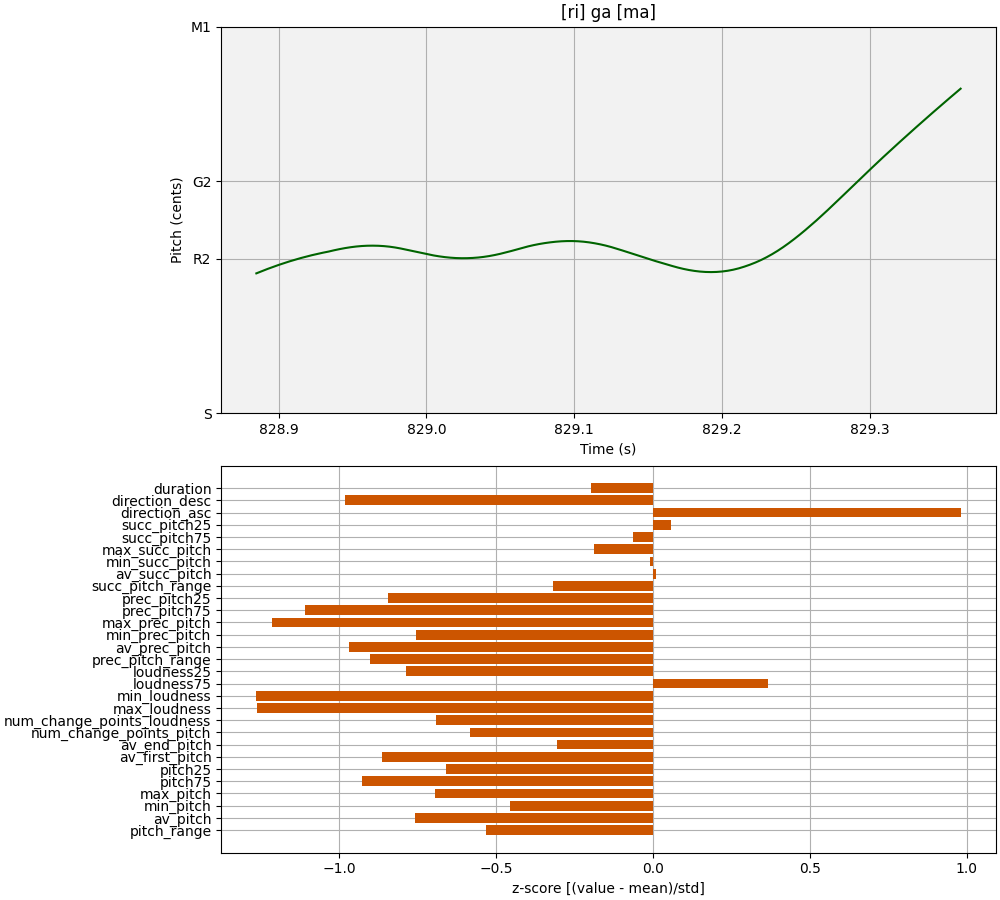 [ri] ga [ma]
M1
G2
R2
S
Pitch (cents)
828.9 829.0 829.1 829.2 829.3
Time (s)
duration
direction_desc
direction_asc
succ_pitch25
succ_pitch75
max_succ_pitch
min_succ_pitch
av_succ_pitch
succ_pitch_range
prec_pitch25
prec_pitch75
max_prec_pitch
min_prec_pitch
av_prec_pitch
prec_pitch_range
loudness25
loudness75
min_loudness
max_loudness
num_change_points_loudness
num_change_points_pitch
av_end_pitch
av_first_pitch
pitch25
pitch75
max_pitch
min_pitch
av_pitch
pitch_range
−1.0 −0.5 0.0 0.5 1.0
z-score [(value - mean)/std]